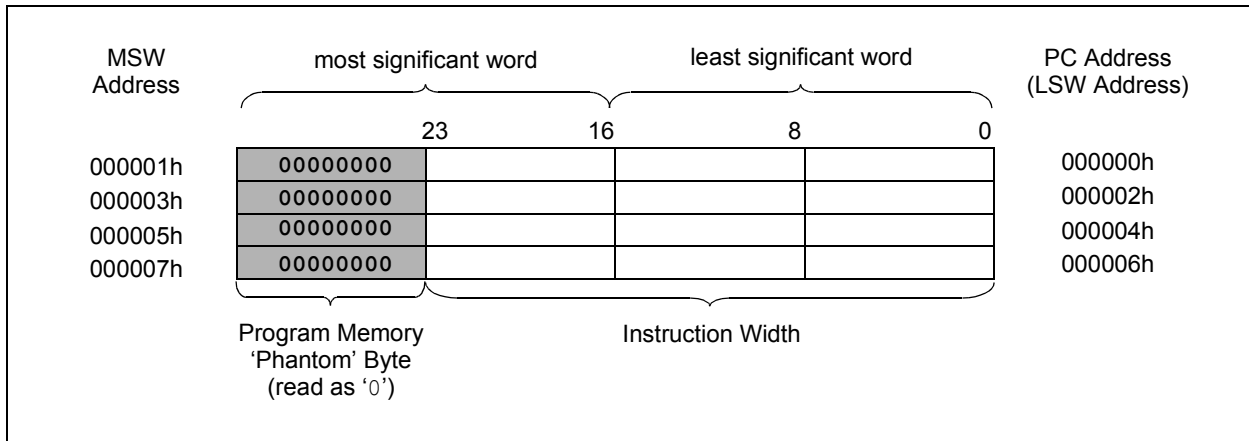 MSW
Address
most significant word
least significant word
PC Address
(LSW Address)
23
16
8
0
000001h
00000000
000000h
000003h
00000000
000002h
000005h
00000000
000004h
000007h
00000000
000006h
Program Memory
‘Phantom’ Byte
(read as ‘0’)
Instruction Width